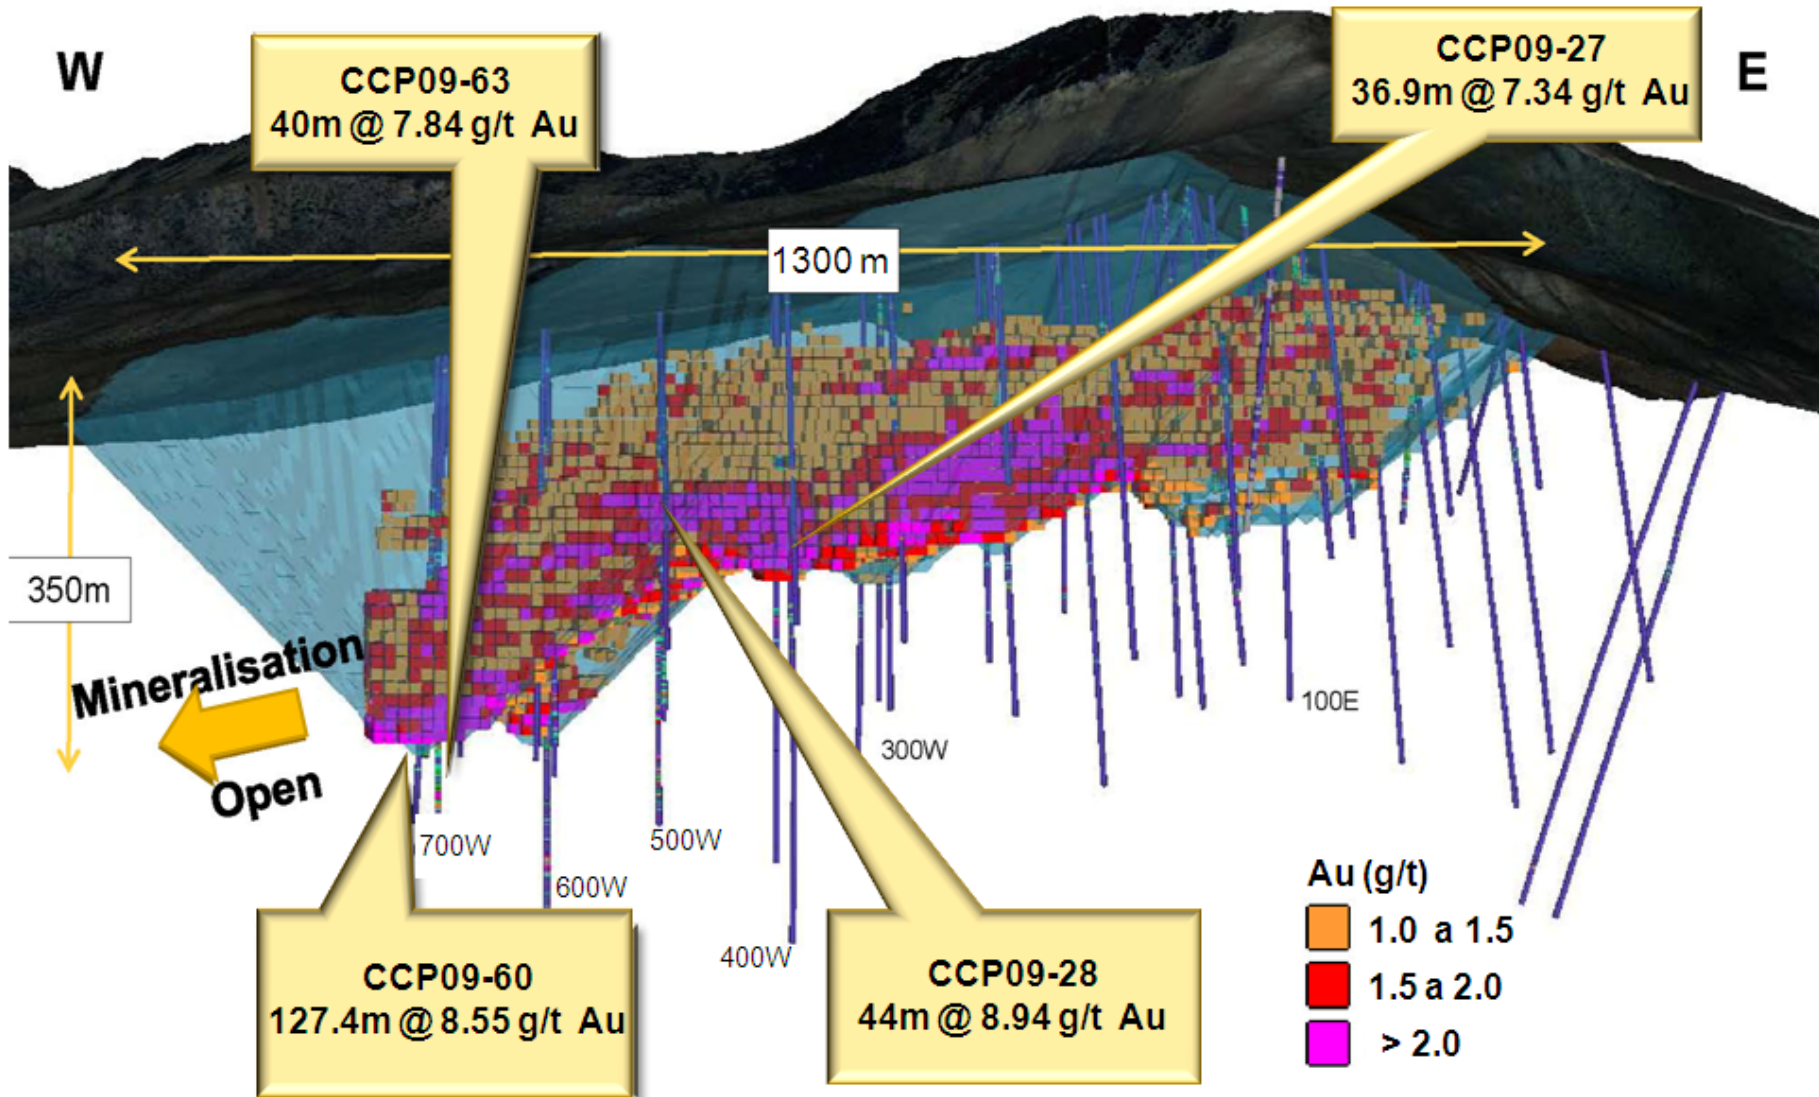 W
E
CCP09-63
40m @ 7.84 g/t Au
CCP09-27
36.9m @ 7.34 g/t Au
1300 m
350m
Mineralisation
Open
100E
300W
700W
500W
600W
400W
CCP09-60
127.4m @ 8.55 g/t Au
CCP09-28
44m @ 8.94 g/t Au
Au (g/t)
1.0 a 1.5
1.5 a 2.0
> 2.0